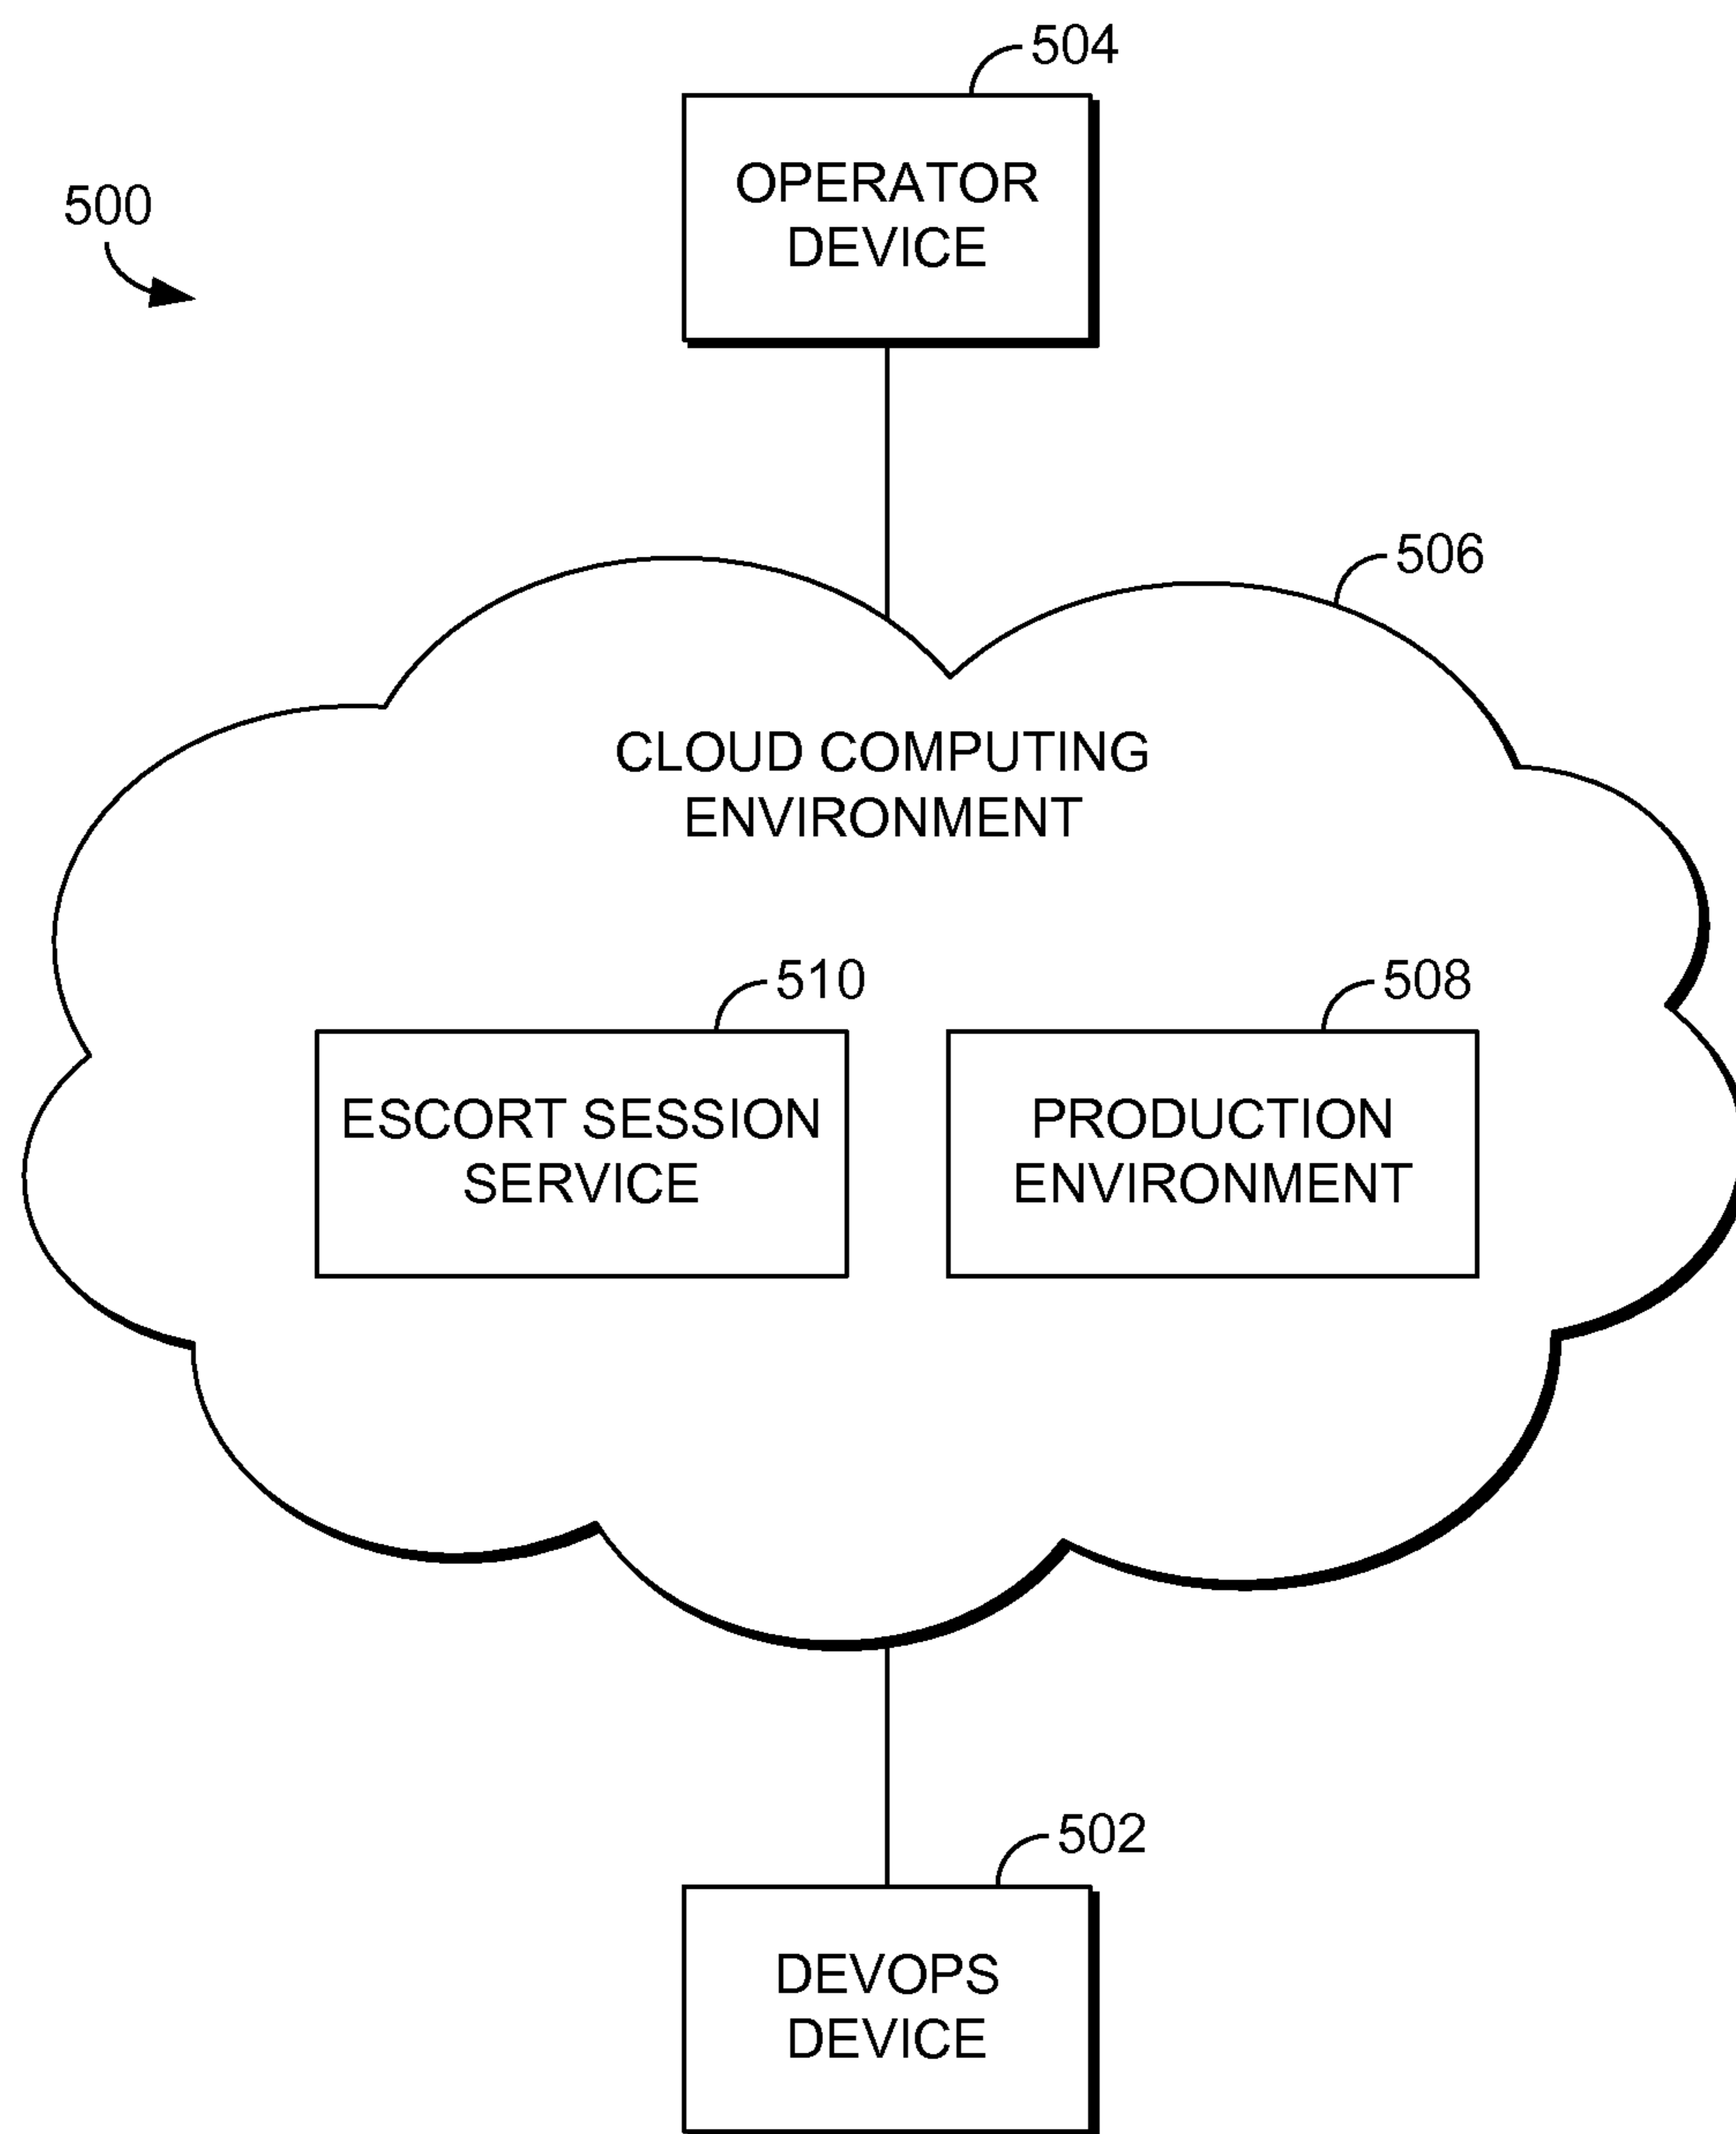 504
OPERATOR
DEVICE
500
506
CLOUD COMPUTING
ENVIRONMENT
510
508
ESCORT SESSION
SERVICE
PRODUCTION
ENVIRONMENT
502
DEVOPS
DEVICE